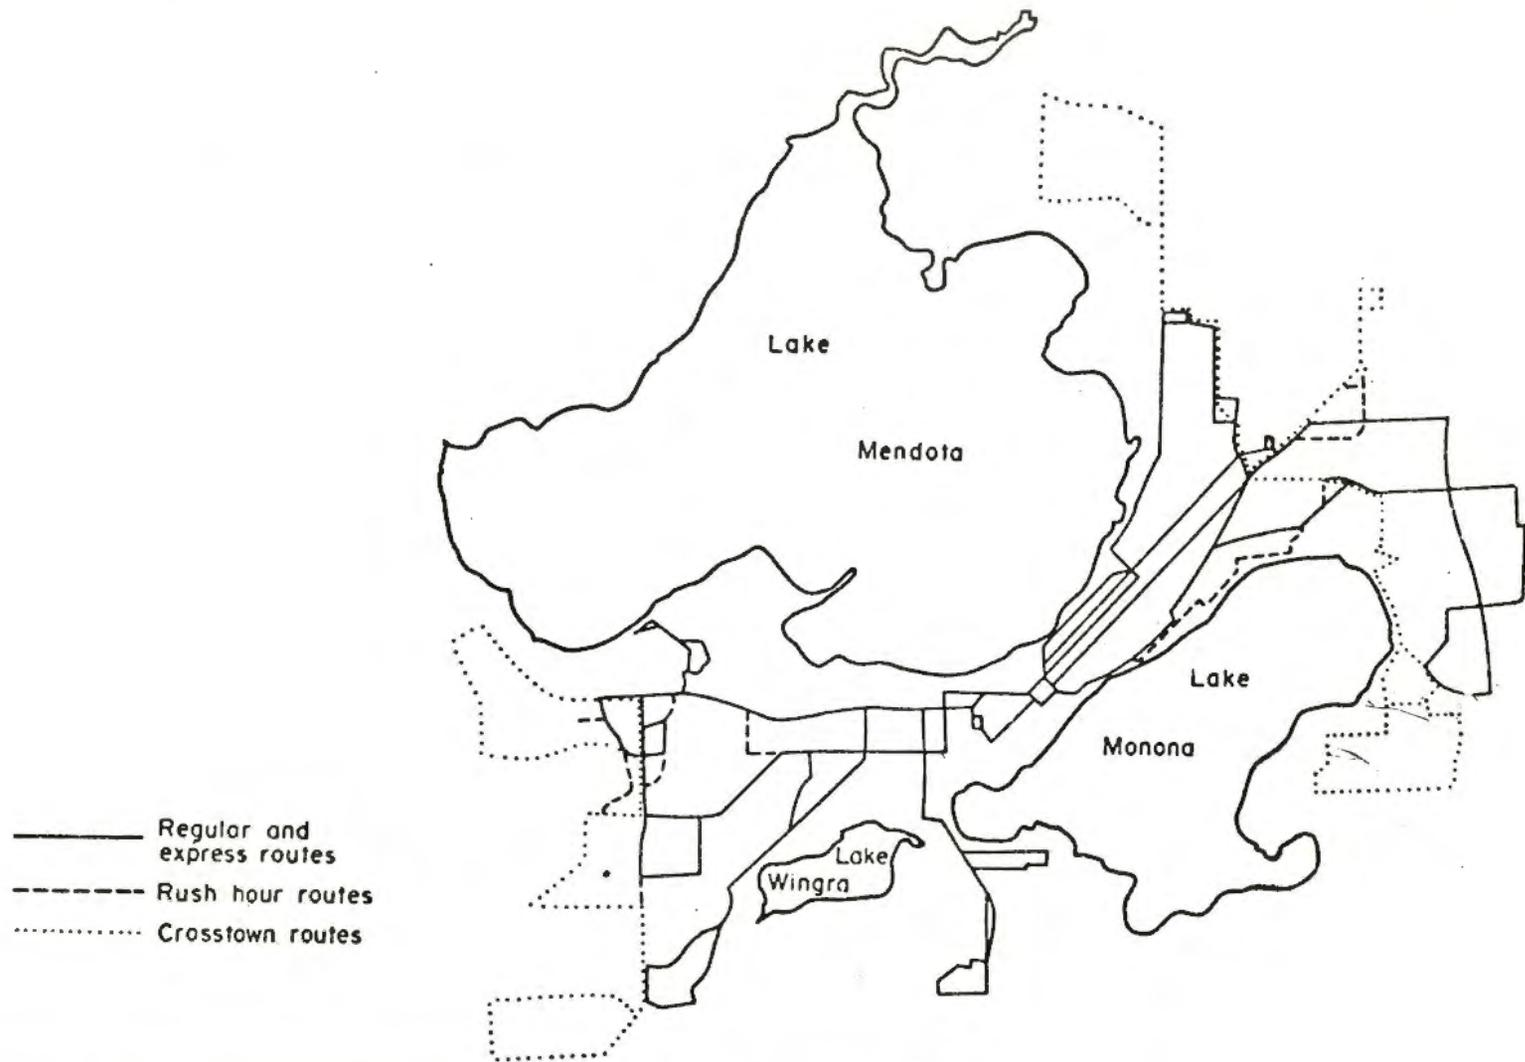 Lake
Mendota
Lake
Monona
Lake
Wingra
Regular and
express routes
Rush hour routes
Crosstown routes